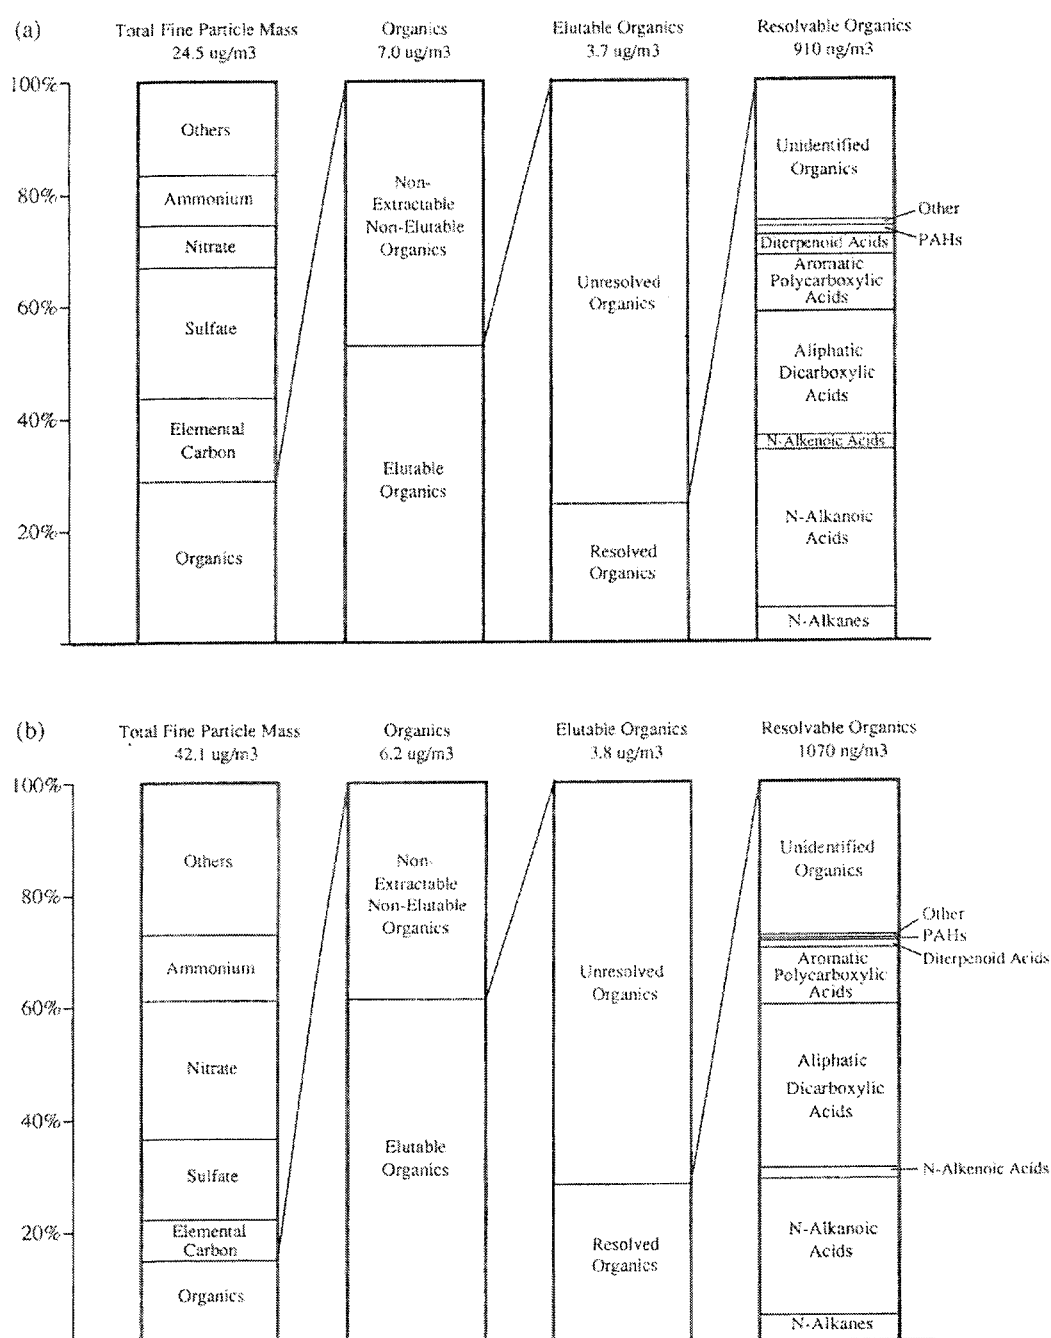 (a)
Total Fine Particle Mass
24.5 ug/m3
Organics
7.0 ug/m3
Elutable Organics
3.7 ug/m3
Resolvable Organics
910 ng/m3
100%
80%
60%
40%
20%
Others
Ammonium
Nitrate
Sulfate
Elemental
Carbon
Organics
Non-
Extractable
Non-Elutable
Organics
Elutable
Organics
Unresolved
Organics
Resolved
Organics
Unidentified
Organics
Other
PAHs
Diterpenoid Acids
Aromatic
Polycarboxylic
Acids
Aliphatic
Dicarboxylic
Acids
N-Alkenoic Acids
N-Alkanoic
Acids
N-Alkanes
(b)
Total Fine Particle Mass
42.1 ug/m3
Organics
6.2 ug/m3
Elutable Organics
3.8 ug/m3
Resolvable Organics
1070 ng/m3
100%
80%
60%
40%
20%
Others
Ammonium
Nitrate
Sulfate
Elemental
Carbon
Organics
Non-
Extractable
Non-Elutable
Organics
Elutable
Organics
Unresolved
Organics
Resolved
Organics
Unidentified
Organics
Other
PAHs
Diterpenoid Acids
Aromatic
Polycarboxylic
Acids
Aliphatic
Dicarboxylic
Acids
N-Alkenoic Acids
N-Alkanoic
Acids
N-Alkanes